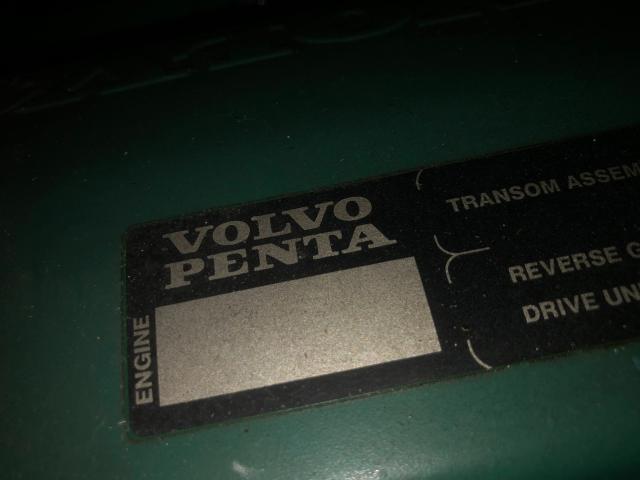 VOLVO
PENTA
ENGINE
TRANSOM ASSEM
REVERSE G
DRIVE UN